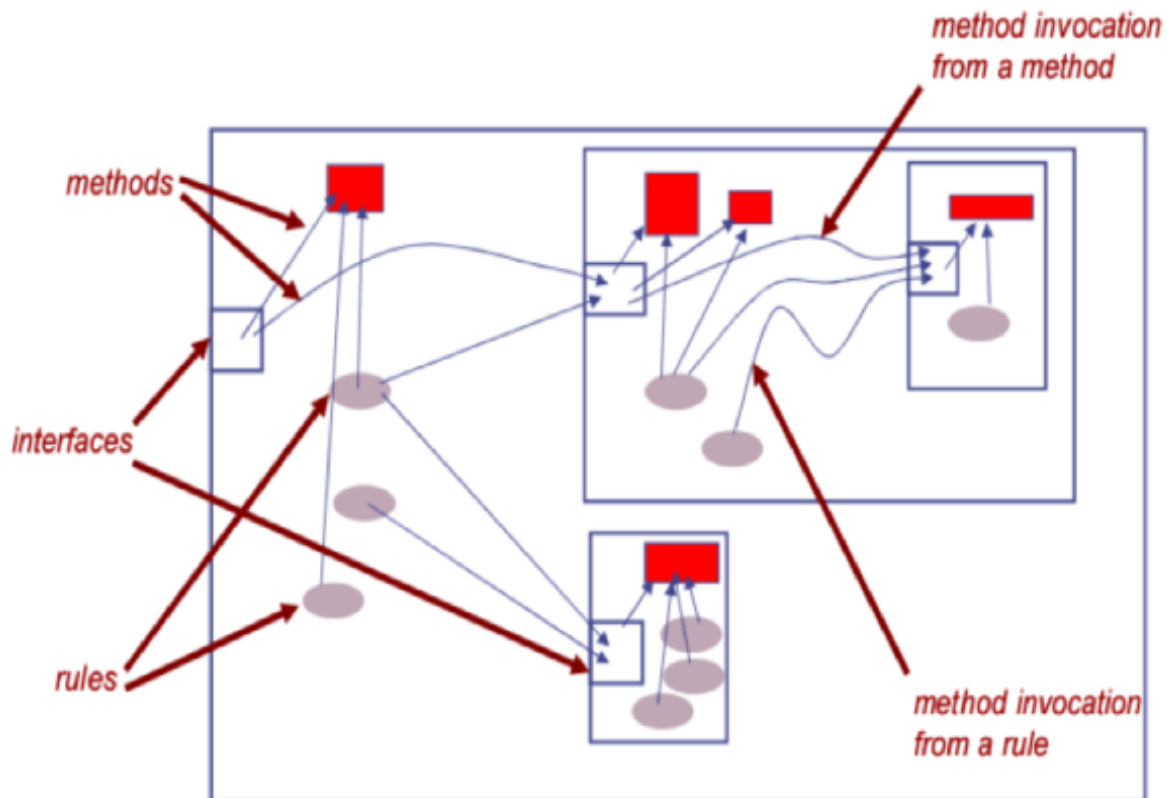 method invocation
from a method
methods
interfaces
rules
method invocation
from a rule